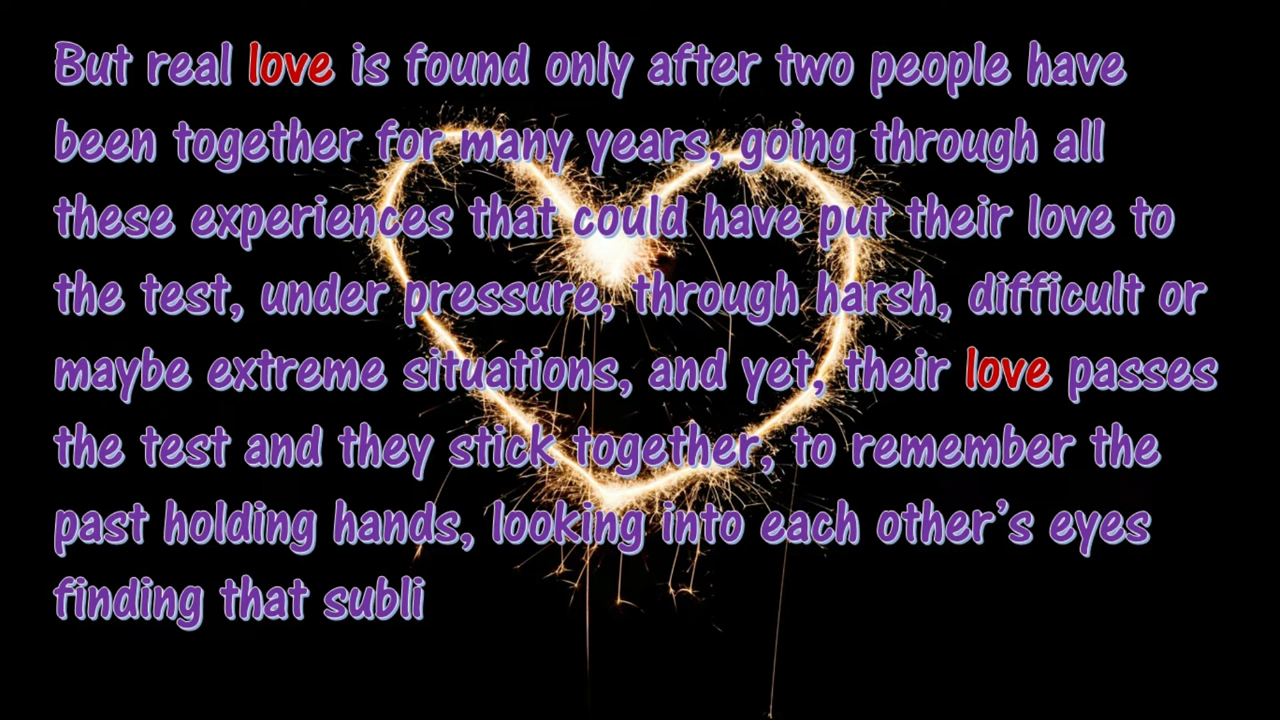 But real love is found only after two people have
been together for many years, going through all
these experiences that could have put their love to
the test, under pressure, through harsh, difficult or
maybe extreme situations, and yet, their love passes
the test and they stick together, to remember the
past holding hands, looking into each other’s eyes
finding that subli